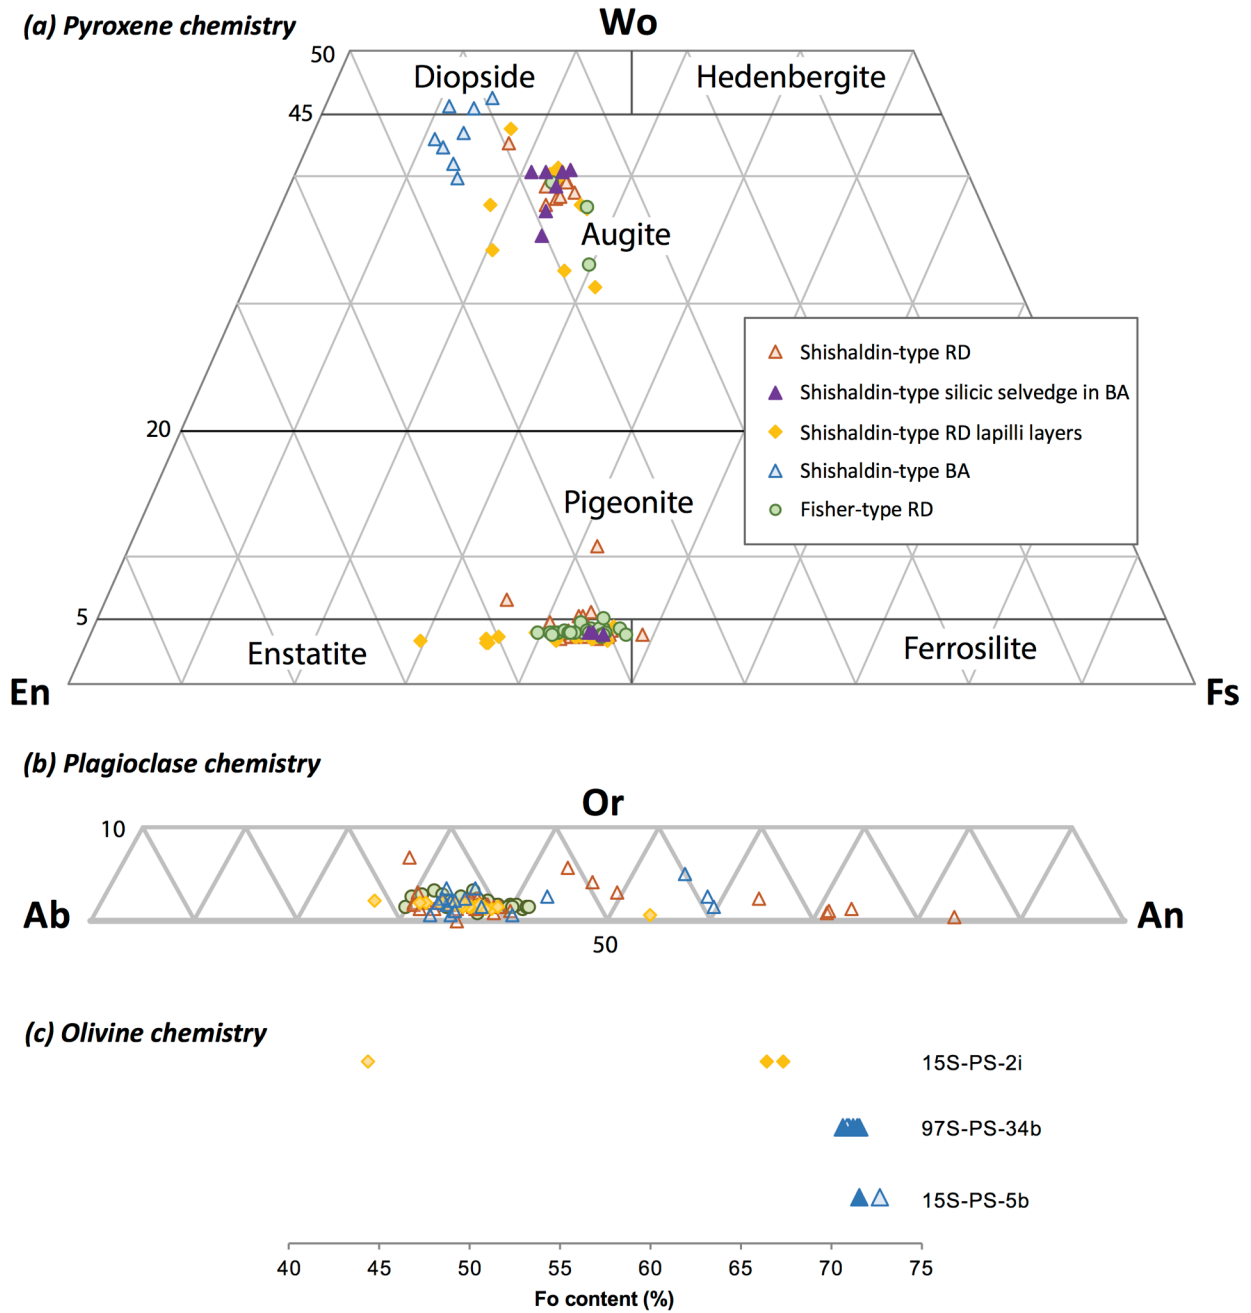 (a) Pyroxene chemistry
Wo
50
Diopside
Hedenbergite
45
Augite
Shishaldin-type RD
Shishaldin-type silicic selvedge in BA
20
Shishaldin-type RD lapilli layers
Shishaldin-type BA
Pigeonite
Fisher-type RD
5
Enstatite
Ferrosilite
En
Fs
(b) Plagioclase chemistry
Or
10
Ab
An
50
(c) Olivine chemistry
15S-PS-2i
97S-PS-34b
15S-PS-5b
40 45 50 55 60 65 70 75
Fo content (%)